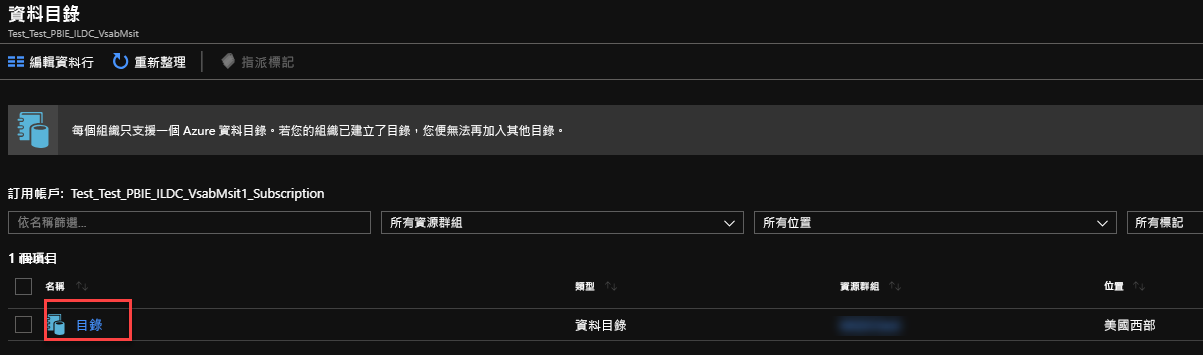 資料目錄
Test_Test_PBIE_ILDC_VsabMsit
編輯資料行 重新整理 指派標記
每個組織只支援一個 Azure 資料目錄。若您的組織已建立了目錄，您便無法再加入其他目錄。
訂用帳戶: Test_Test_PBIE_ILDC_VsabMsit1_Subscription
依名稱篩選... 所有資源群組 所有位置 所有標記
1 個項目
名稱 類型 資源群組 位置
目錄 資料目錄 美國西部